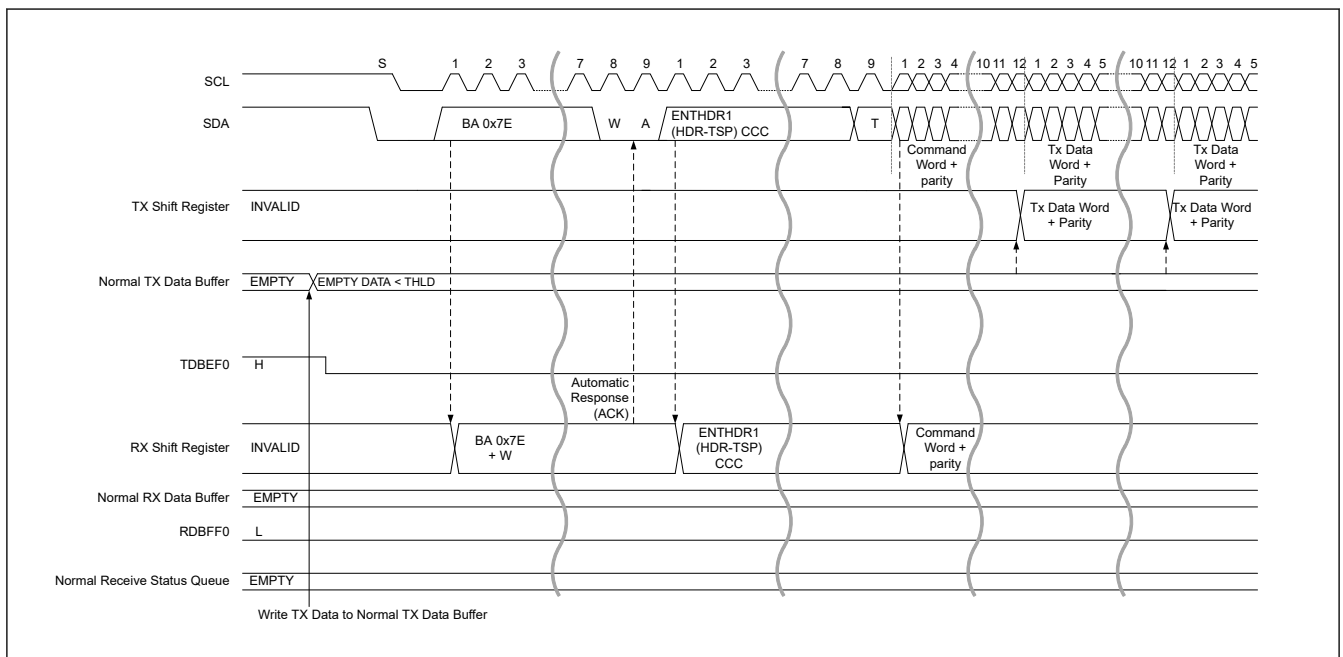 S 1 2 3 7 8 9 1 2 3 7 8 9 1 2 3 4 10 11 12 1 2 3 4 5 10 11 12 1 2 3 4 5
SCL
SDA
BA 0x7E
W A
ENTHDR1
(HDR-TSP) CCC
T
Command
Word +
parity
Tx Data
Word +
Parity
Tx Data
Word +
Parity
TX Shift Register
INVALID
Tx Data Word
+ Parity
Tx Data Word
+ Parity
Normal TX Data Buffer
EMPTY
EMPTY DATA < THLD
TDBEF0
H
Automatic
Response
(ACK)
RX Shift Register
INVALID
BA 0x7E
+ W
ENTHDR1
(HDR-TSP)
CCC
Command
Word +
parity
Normal RX Data Buffer
EMPTY
RDBFF0
L
Normal Receive Status Queue
EMPTY
Write TX Data to Normal TX Data Buffer